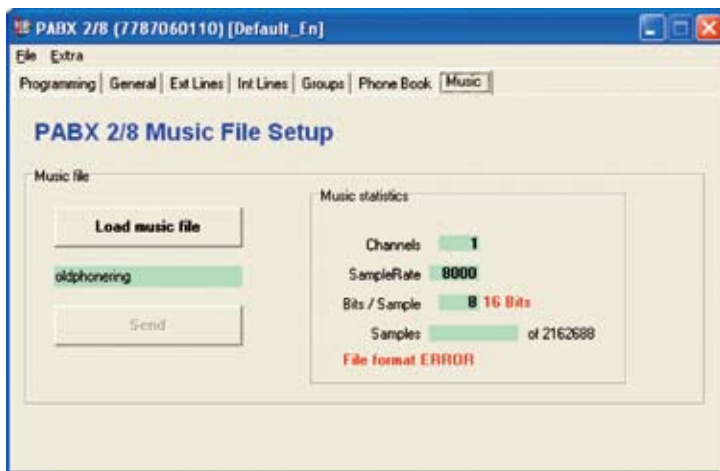 PABX 2/8 (7787060110) [Default_En]
File Extra
Programming General Ext Lines Int Lines Groups Phone Book Music
PABX 2/8 Music File Setup
Music file
Load music file
oldphonering
Send
Music statistics
Channels 1
SampleRate 8000
Bits / Sample 8 16 Bits
Samples of 2162688
File format ERROR